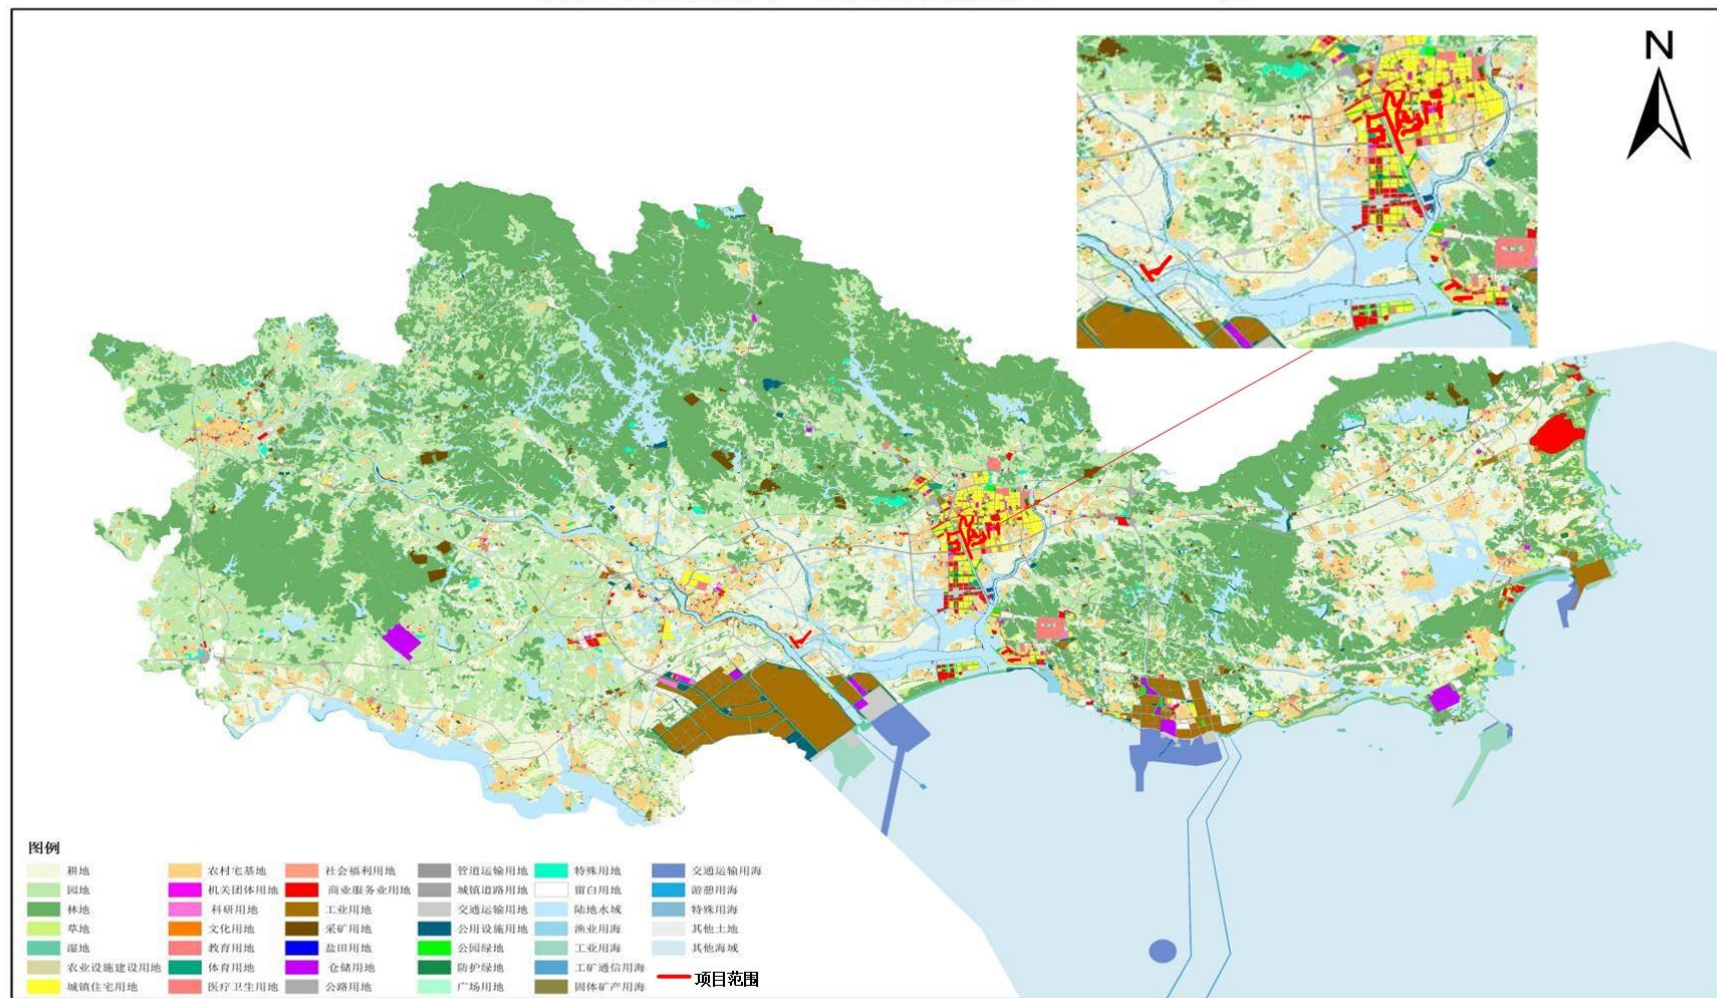 N
图例
耕地
园地
林地
草地
湿地
农业设施建设用地
城镇住宅用地
农村宅基地
机关团体用地
科研用地
文化用地
教育用地
体育用地
医疗卫生用地
社会福利用地
商业服务业用地
工业用地
采矿用地
盐田用地
仓储用地
公路用地
管道运输用地
城镇道路用地
交通运输用地
公用设施用地
公园绿地
防护绿地
广场用地
特殊用地
留白用地
陆地水域
渔业用海
工业用海
工矿通信用海
固体矿产用海
交通运输用海
游憩用海
特殊用海
其他土地
其他海域
项目范围